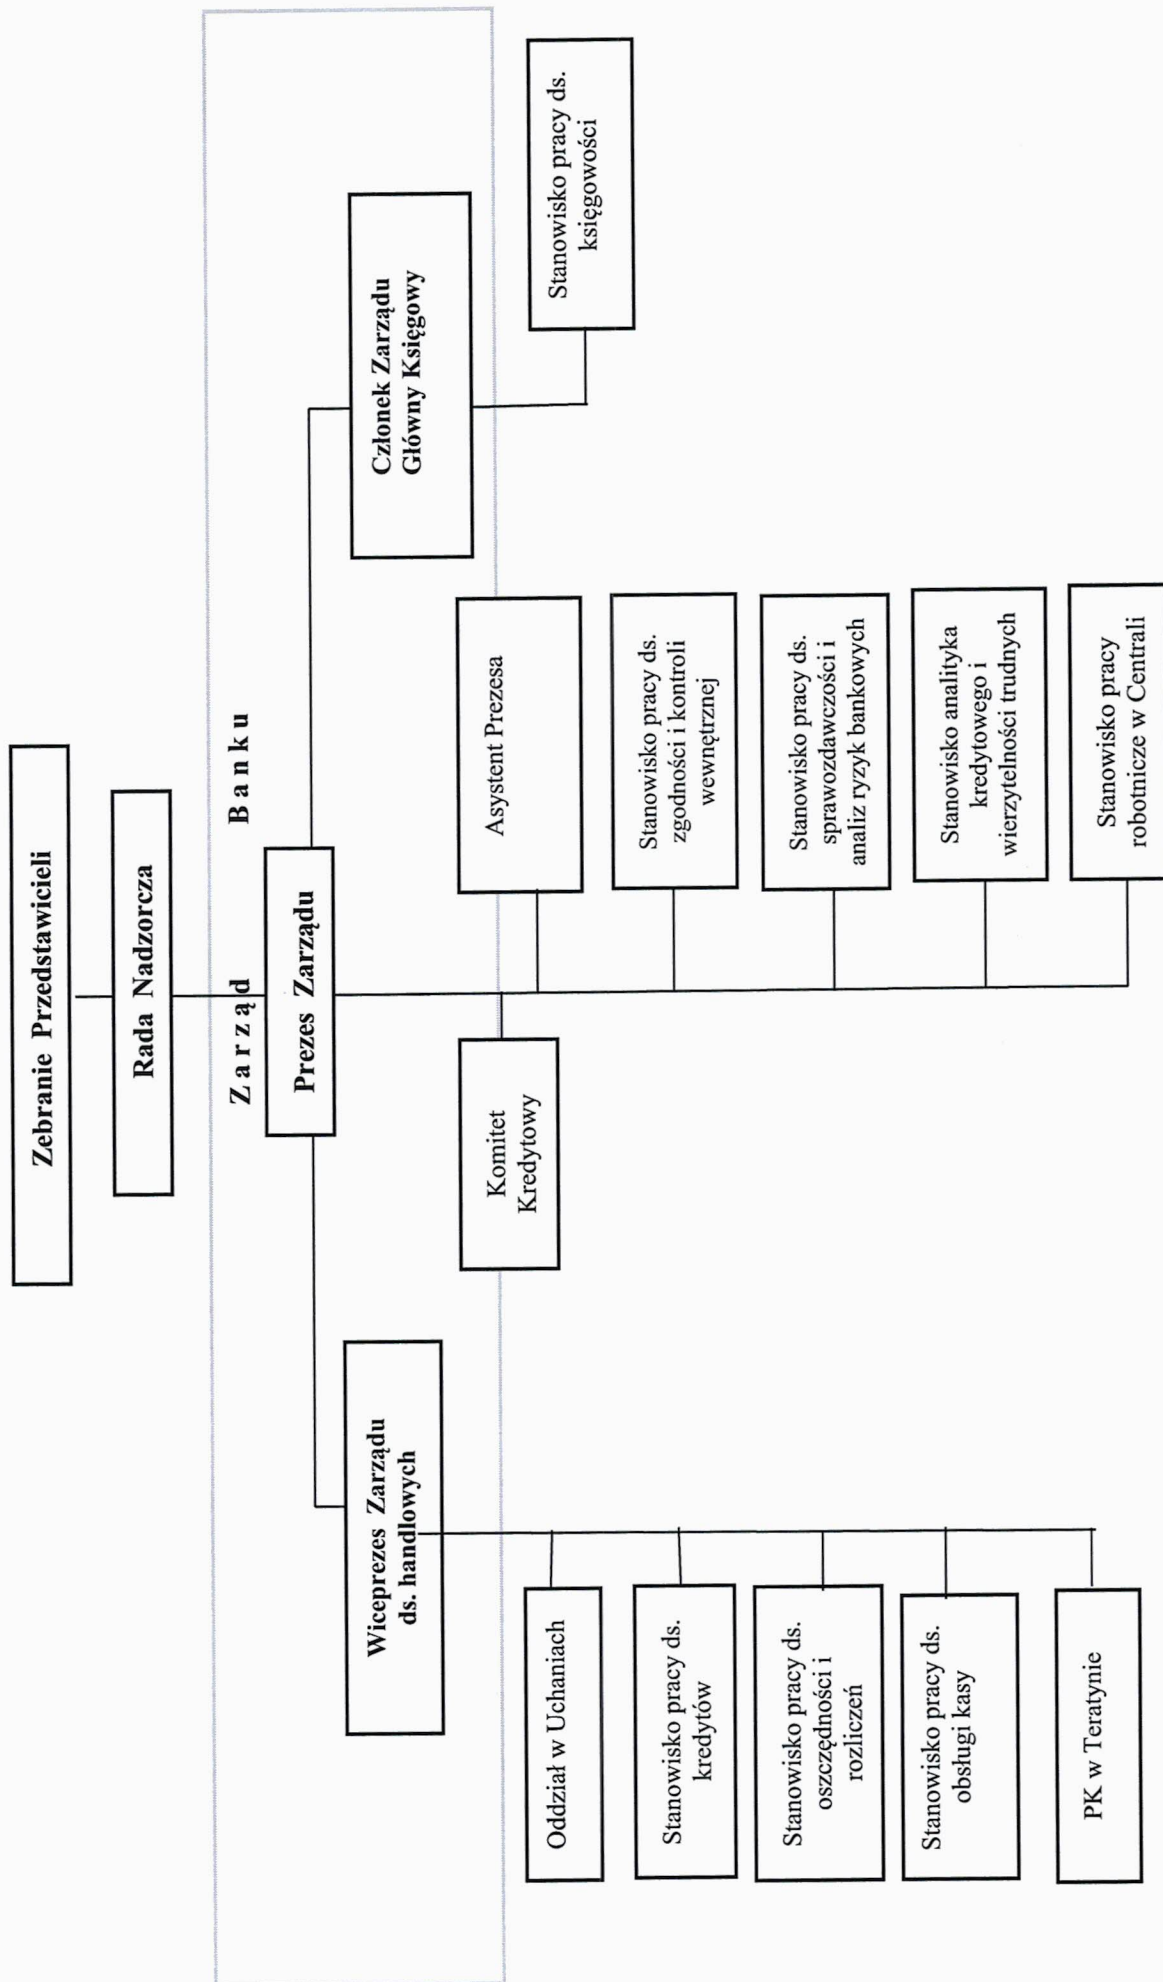 Zebranie Przedstawicieli
Rada Nadzorcza
Zarząd Banku
Prezes Zarządu
Wiceprezes Zarządu
ds. handlowych
Członek Zarządu
Główny Księgowy
Komitet
Kredytowy
Asystent Prezesa
Stanowisko pracy ds.
księgowości
Oddział w Uchaniach
Stanowisko pracy ds.
kredytów
Stanowisko pracy ds.
oszczędności i
rozliczeń
Stanowisko pracy ds.
obsługi kasy
PK w Teratynie
Stanowisko pracy ds.
zgodności i kontroli
wewnętrznej
Stanowisko pracy ds.
sprawozdawczości i
analiz ryzyk bankowych
Stanowisko analityka
kredytowego i
wierzytelności trudnych
Stanowisko pracy
robotnicze w Centrali